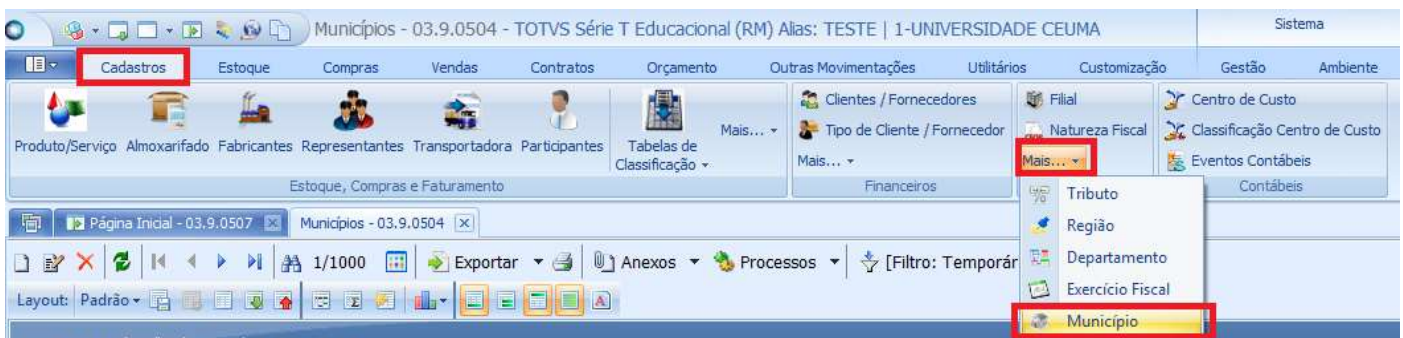 Municípios - 03.9.0504 - TOTVS Série T Educacional (RM) Alias: TESTE | 1-UNIVERSIDADE CEUMA
Sistema
Cadastros Estoque Compras Vendas Contratos Orçamento Outras Movimentações Utilitários Customização Gestão Ambiente
Clientes / Fornecedores Filial Centro de Custo
Mais... Tipo de Cliente / Fornecedor Natureza Fiscal Classificação Centro de Custo
Produto/Serviço Almoxarifado Fabricantes Representantes Transportadora Participantes Tabelas de Classificação Mais... Mais... Eventos Contábeis
Estoque, Compras e Faturamento Financeiros Contábeis
Tributo
Página Inicial - 03.9.0507 Municípios - 03.9.0504 Região
1/1000 Exportar Anexos Processos [Filtro: Temporár Departamento
Layout: Padrão Exercício Fiscal
Município